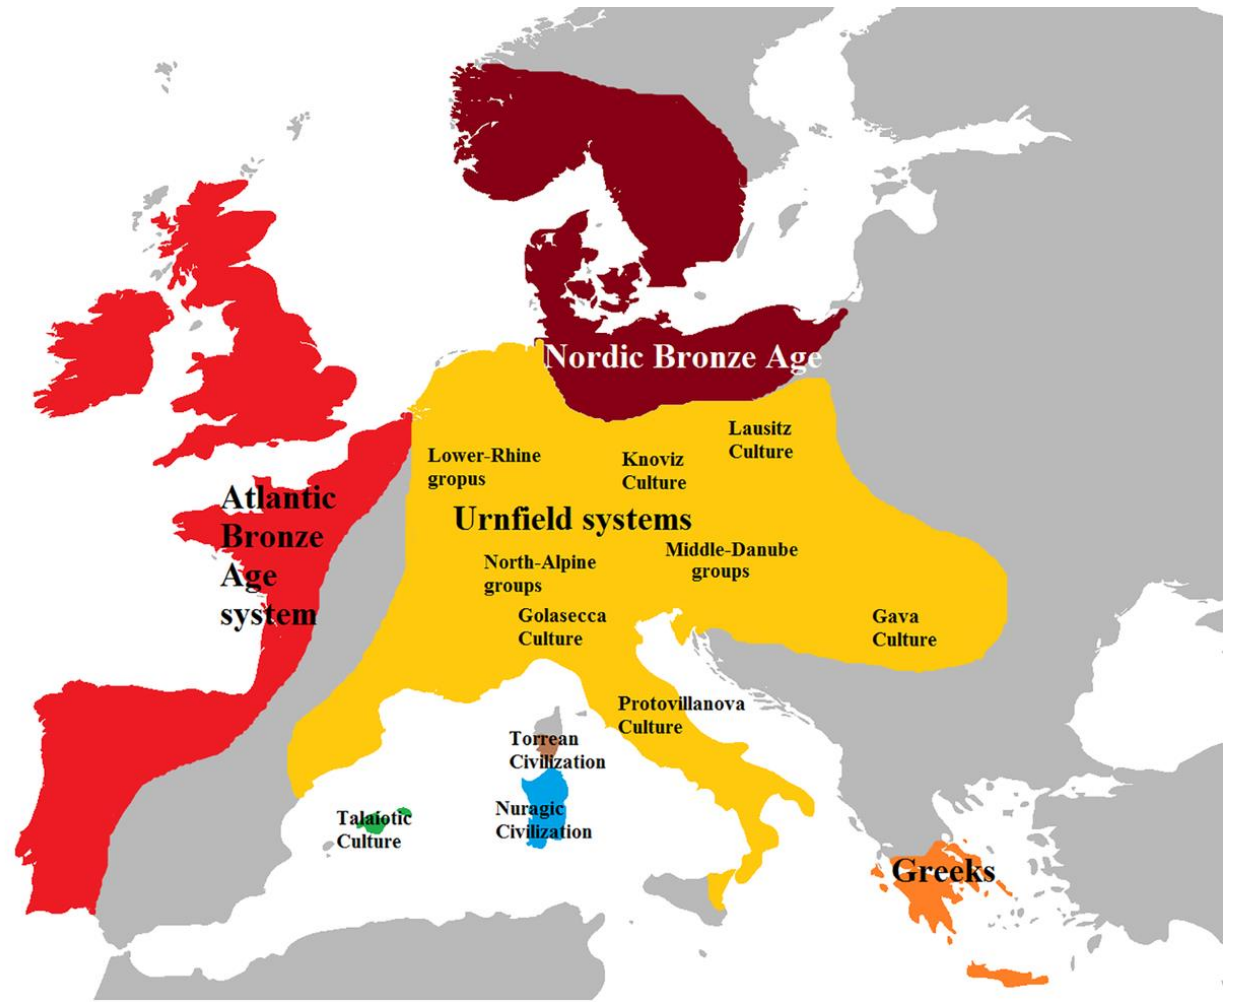 Nordic Bronze Age
Lausitz
Culture
Lower-Rhine
gropus
Knoviz
Culture
Atlantic
Bronze
Age
system
Urnfield systems
North-Alpine
groups
Middle-Danube
groups
Golasecca
Culture
Gava
Culture
Protovillanova
Culture
Torrean
Civilization
Nuragic
Civilization
Talaiotic
Culture
Greeks